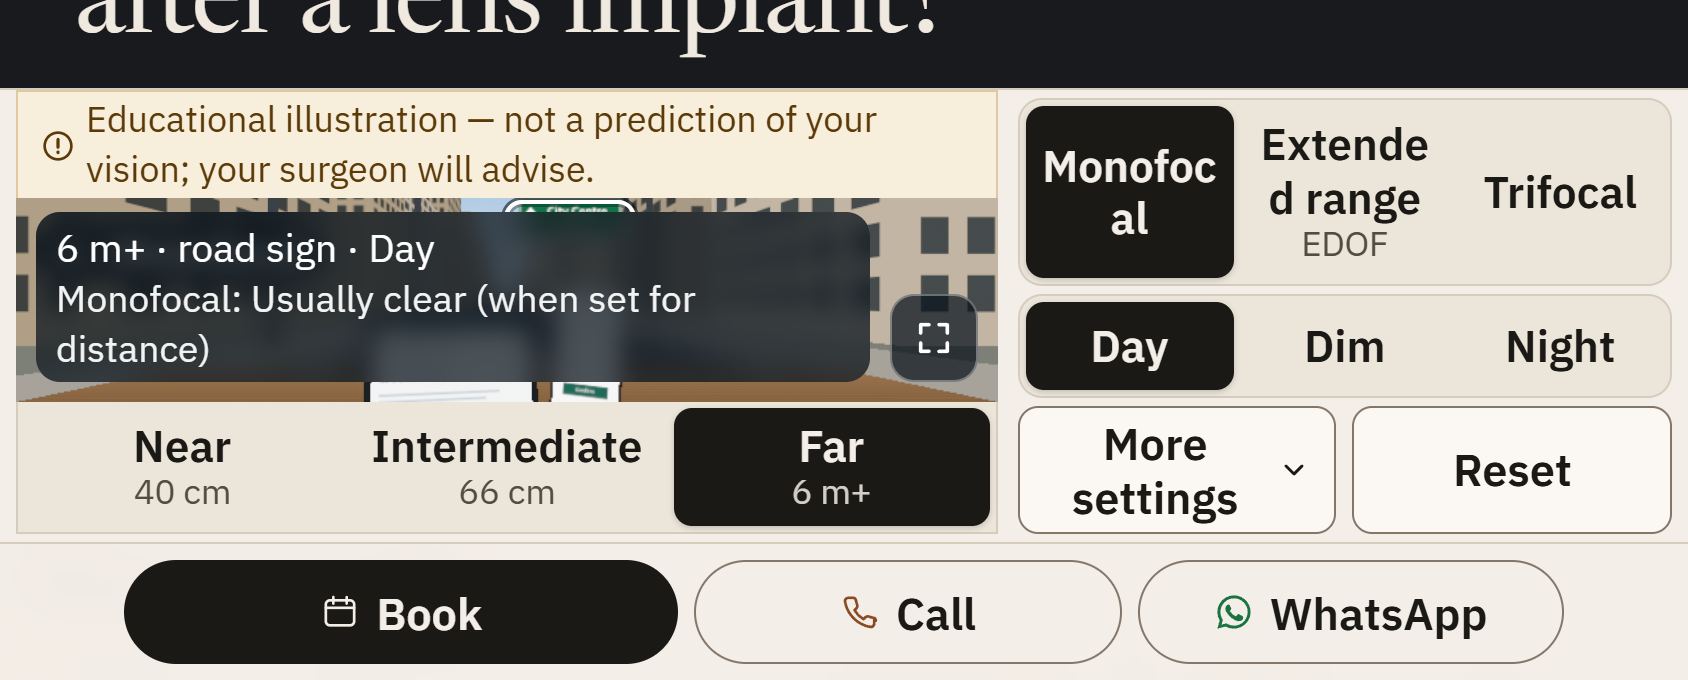 after a lens implant?
Educational illustration — not a prediction of your
vision; your surgeon will advise.
City Centre
6 m+ · road sign · Day
Monofocal: Usually clear (when set for
distance)
Near
40 cm
Intermediate
66 cm
Far
6 m+
Monofoc
al
Extende
d range
EDOF
Trifocal
Day
Dim
Night
More
settings
Reset
Book
Call
WhatsApp